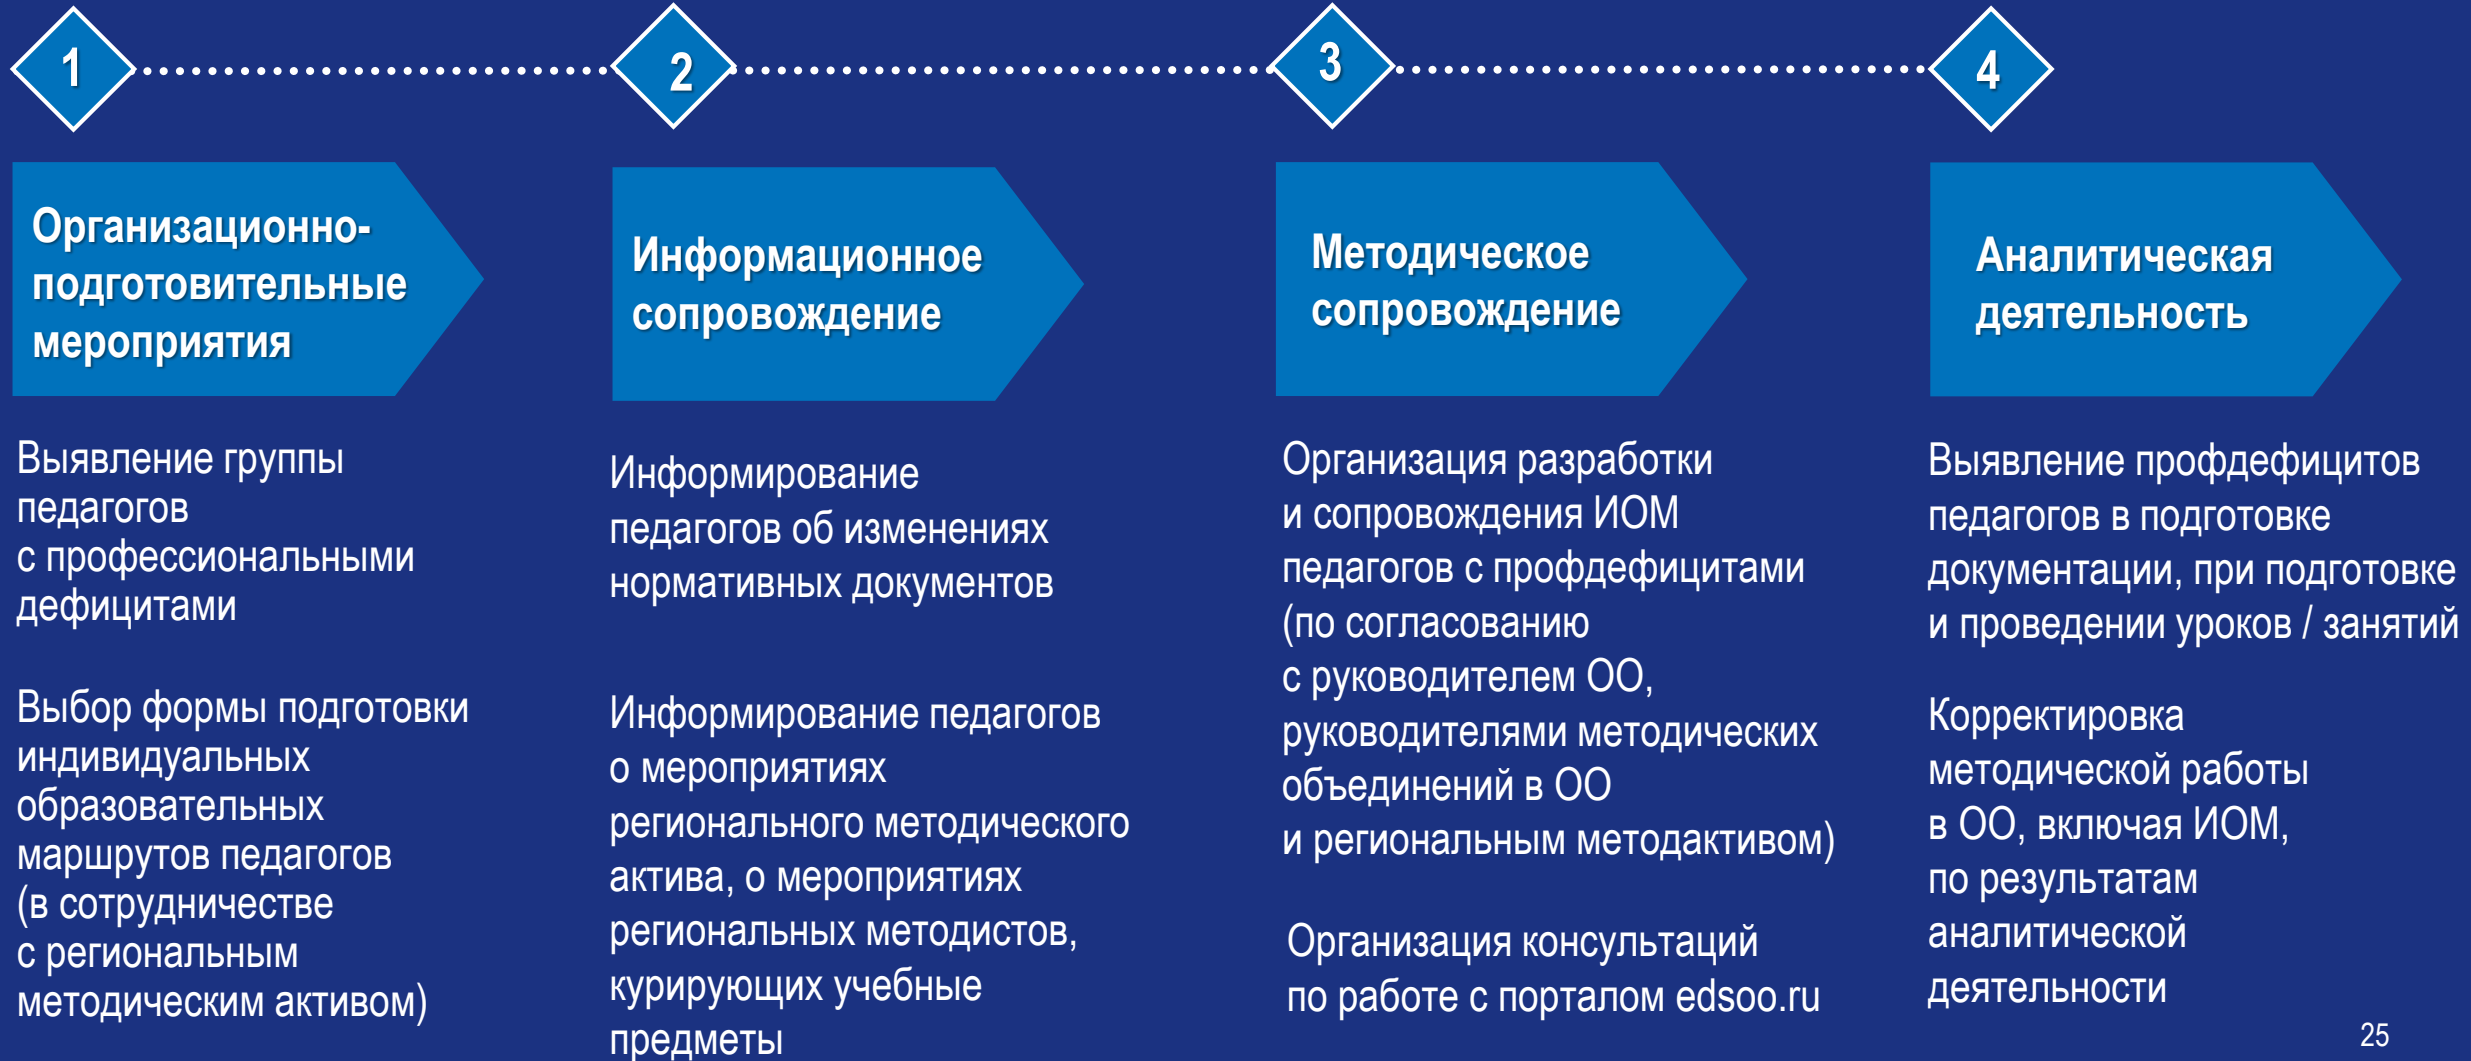 1
2
3
4
Организационно-
подготовительные
мероприятия
Информационное
сопровождение
Методическое
сопровождение
Аналитическая
деятельность
Выявление группы
педагогов
с профессиональными
дефицитами
Выбор формы подготовки
индивидуальных
образовательных
маршрутов педагогов
(в сотрудничестве
с региональным
методическим активом)
Информирование
педагогов об изменениях
нормативных документов
Информирование педагогов
о мероприятиях
регионального методического
актива, о мероприятиях
региональных методистов,
курирующих учебные
предметы
Организация разработки
и сопровождения ИОМ
педагогов с профдефицитами
(по согласованию
с руководителем ОО,
руководителями методических
объединений в ОО
и региональным методактивом)
Организация консультаций
по работе с порталом edsoo.ru
Выявление профдефицитов
педагогов в подготовке
документации, при подготовке
и проведении уроков / занятий
Корректировка
методической работы
в ОО, включая ИОМ,
по результатам
аналитической
деятельности
25